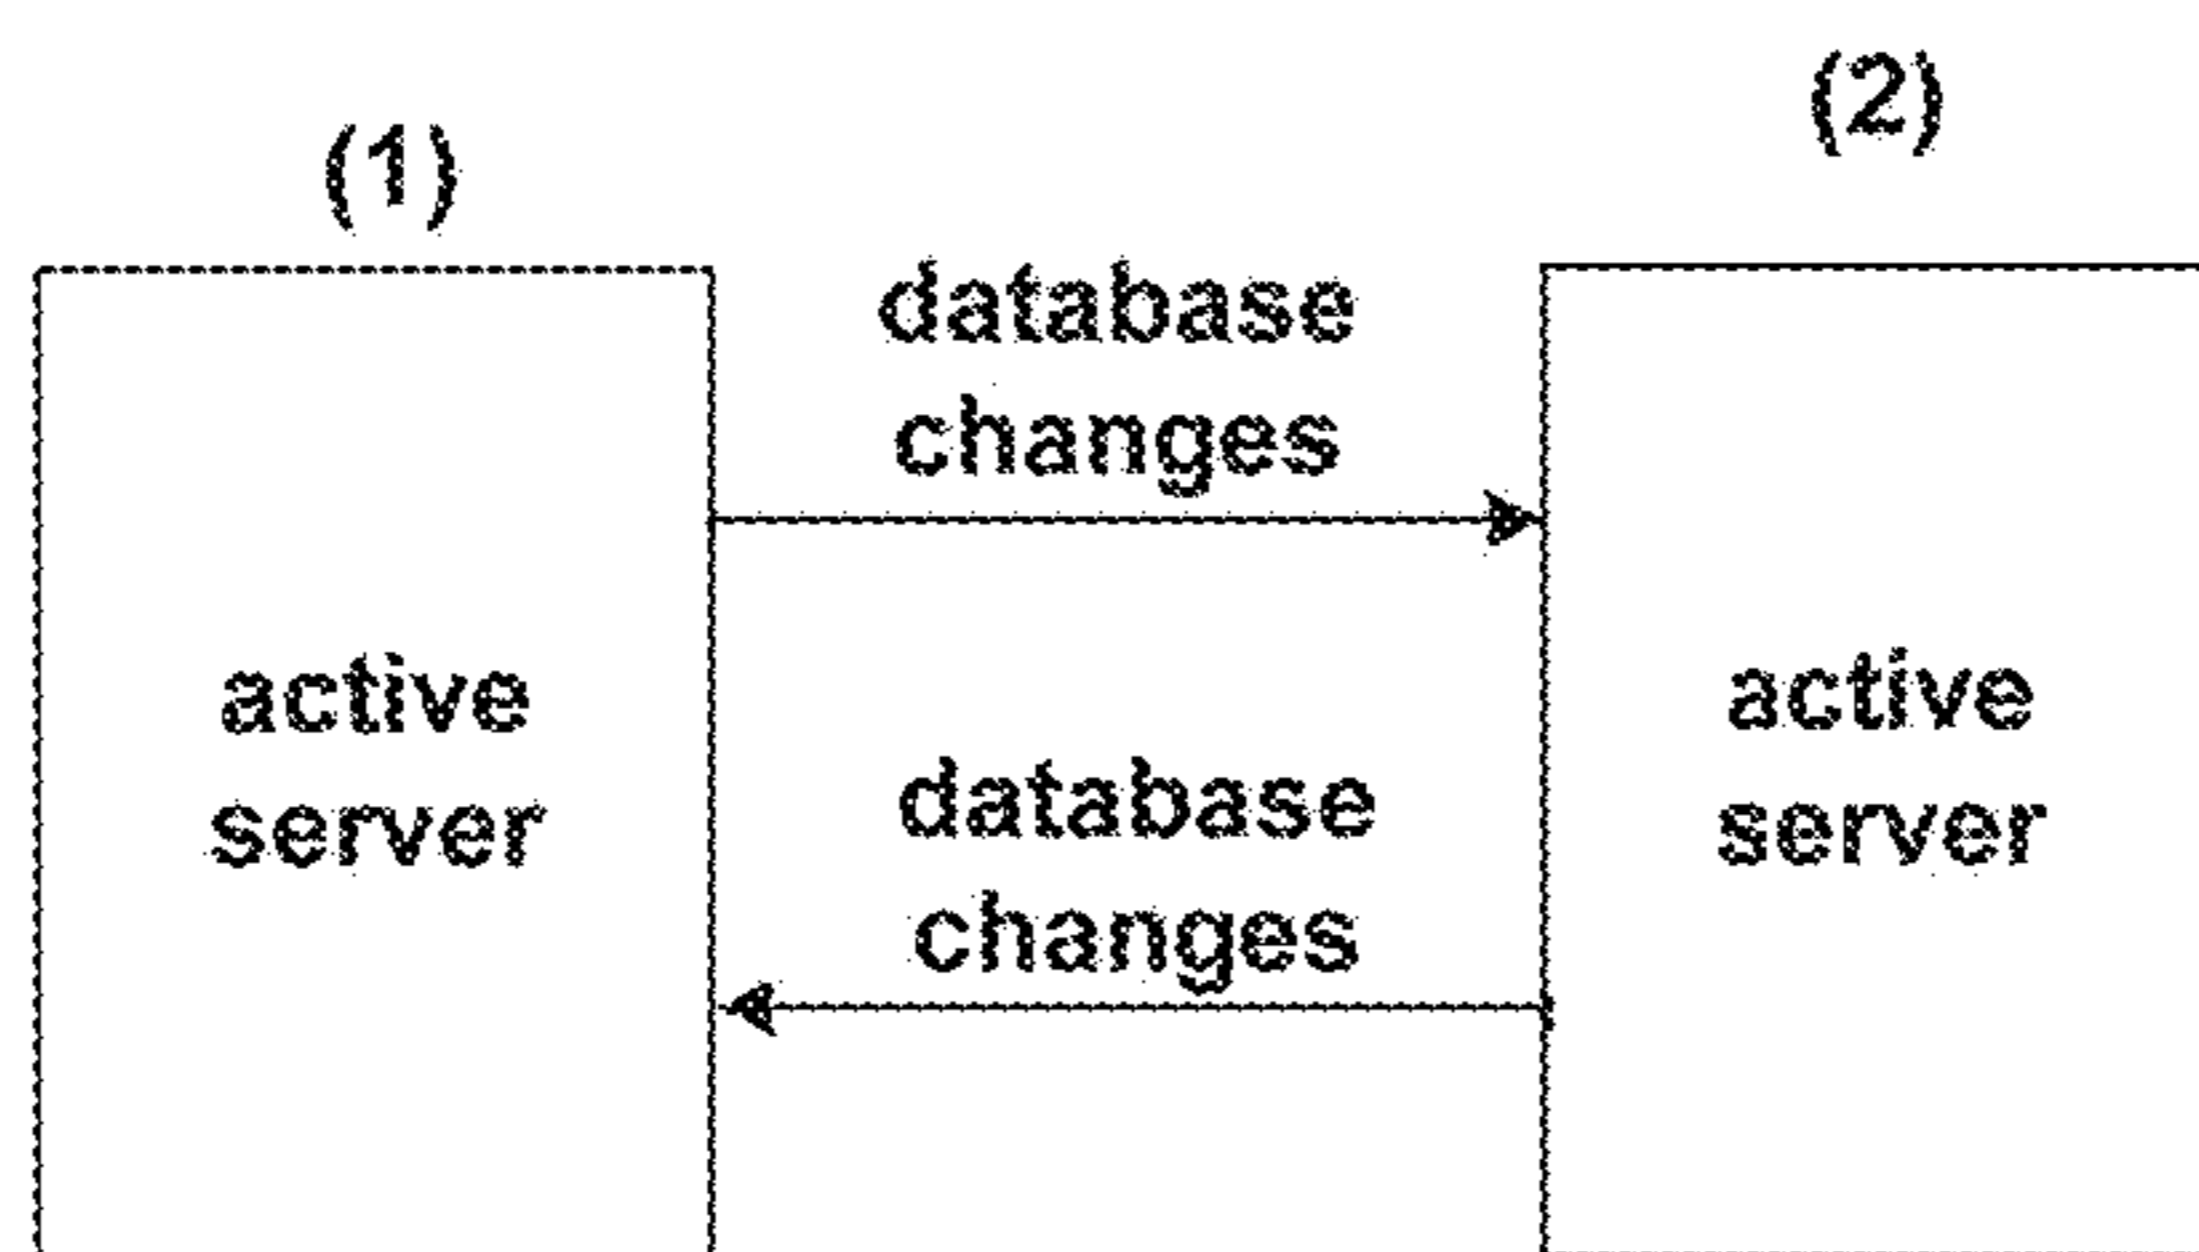 (1)
(2)
database
changes
active
server
active
server
database
changes